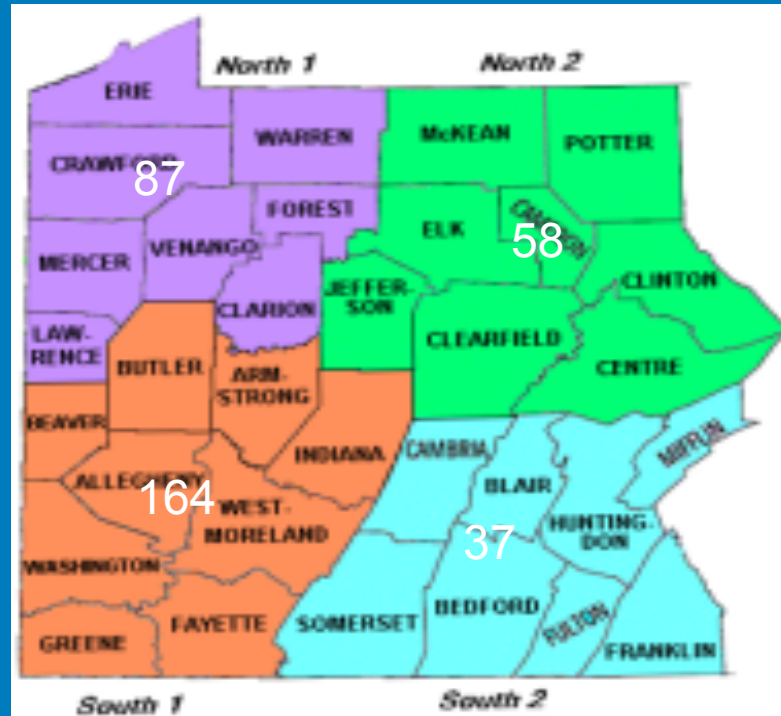 North 1
North 2
ERIE
WARREN
McKEAN
POTTER
CRAWFORD
87
FOREST
ELK
CAMERON
58
VENANGO
MERCER
CLINTON
JEFFER-
SON
CLARION
LAW-
RENCE
CLEARFIELD
BUTLER
ARM-
STRONG
CENTRE
BEAVER
INDIANA
CAMBRIA
MIFFLIN
ALLEGHENY
164
BLAIR
WEST-
MORELAND
37
HUNTING-
DON
WASHINGTON
SOMERSET
BEDFORD
FULTON
FAYETTE
GREENE
FRANKLIN
South 1
South 2